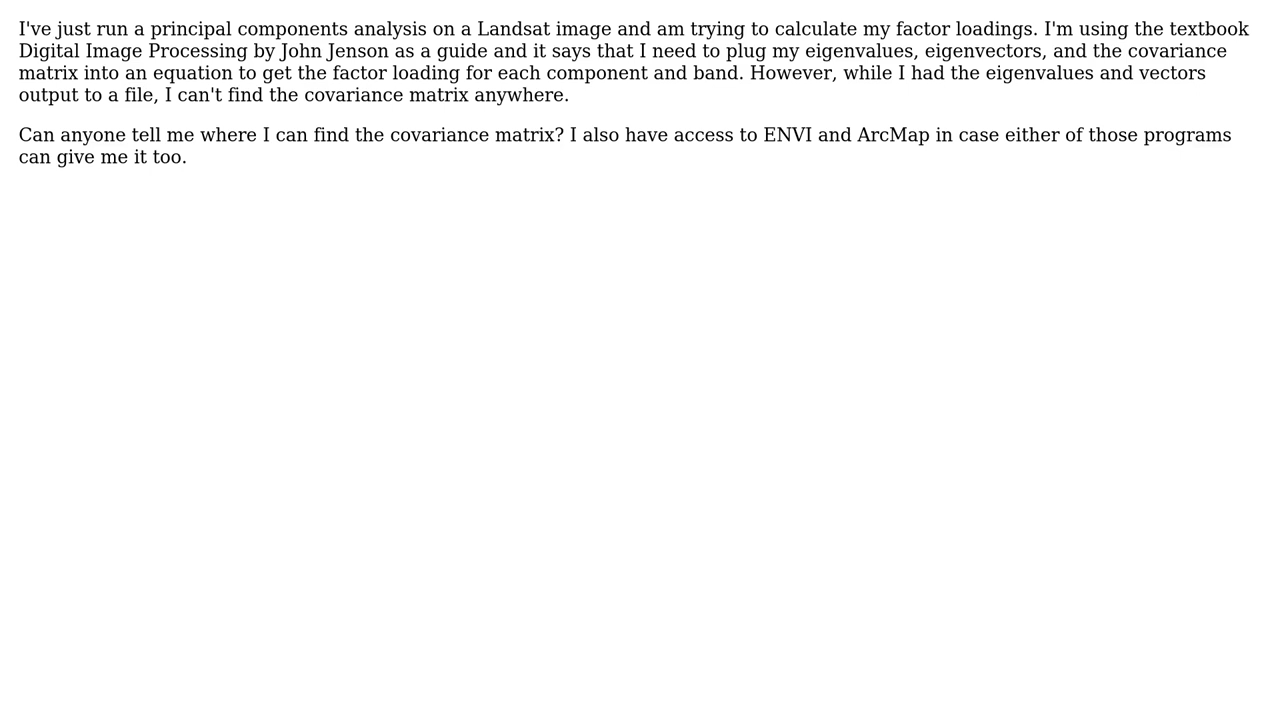 I've just run a principal components analysis on a Landsat image and am trying to calculate my factor loadings. I'm using the textbook
Digital Image Processing by John Jenson as a guide and it says that I need to plug my eigenvalues, eigenvectors, and the covariance
matrix into an equation to get the factor loading for each component and band. However, while I had the eigenvalues and vectors
output to a file, I can't find the covariance matrix anywhere.
Can anyone tell me where I can find the covariance matrix? I also have access to ENVI and ArcMap in case either of those programs
can give me it too.